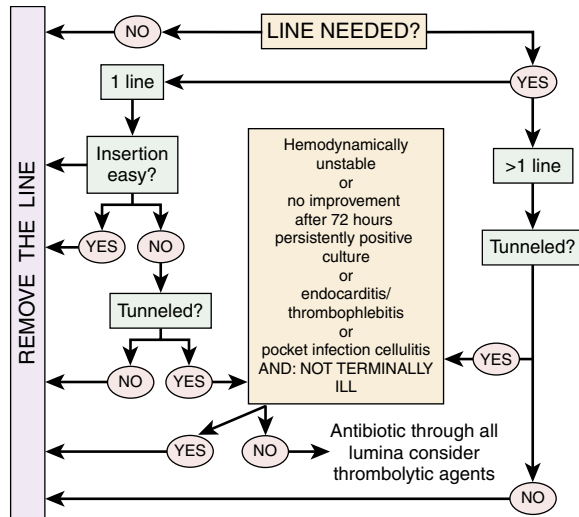 REMOVE THE LINE
NO
LINE NEEDED?
YES
1 line
Insertion
easy?
YES
NO
Tunneled?
NO
YES
Hemodynamically
unstable
or
no improvement
after 72 hours
persistently positive
culture
or
endocarditis/
thrombophlebitis
or
pocket infection cellulitis
AND: NOT TERMINALLY
ILL
>1 line
Tunneled?
YES
YES
NO
Antibiotic through all
lumina consider
thrombolytic agents
NO